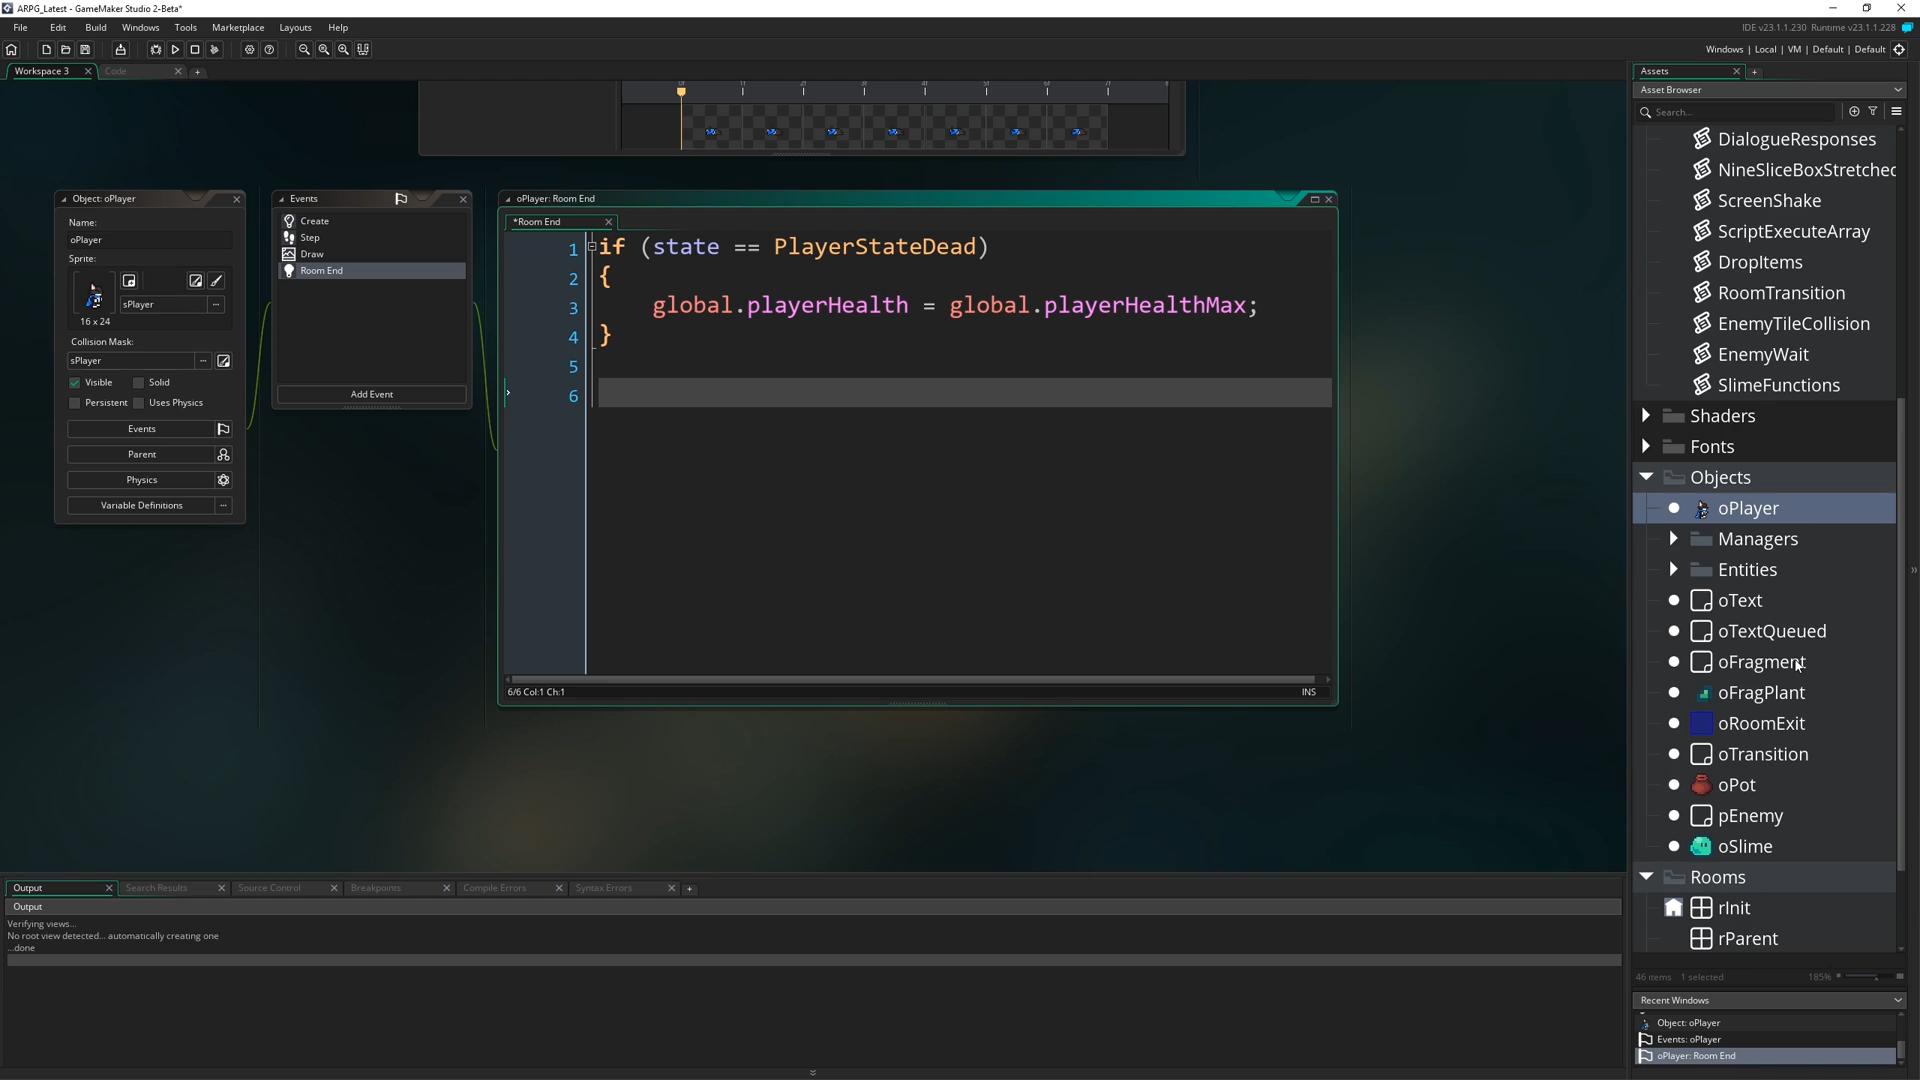 ARPG_Latest - GameMaker Studio 2-Beta*
File Edit Build Windows Tools Marketplace Layouts Help
IDE v23.1.1.230 Runtime v23.1.1.228
Windows | Local | VM | Default | Default
Workspace 3
Code
Assets
Asset Browser
Search...
DialogueResponses
NineSliceBoxStretched
ScreenShake
ScriptExecuteArray
DropItems
RoomTransition
EnemyTileCollision
EnemyWait
SlimeFunctions
Shaders
Fonts
Objects
oPlayer
Managers
Entities
oText
oTextQueued
oFragment
oFragPlant
oRoomExit
oTransition
oPot
pEnemy
oSlime
Rooms
rInit
rParent
46 items 1 selected 185%
Recent Windows
Object: oPlayer
Events: oPlayer
oPlayer: Room End
Object: oPlayer
Name:
oPlayer
Sprite:
sPlayer
16 x 24
Collision Mask:
sPlayer
Visible Solid
Persistent Uses Physics
Events
Parent
Physics
Variable Definitions
Events
Create
Step
Draw
Room End
Add Event
oPlayer: Room End
*Room End
1 if (state == PlayerStateDead)
2 {
3 global.playerHealth = global.playerHealthMax;
4 }
5
6
6/6 Col:1 Ch:1 INS
Output Search Results Source Control Breakpoints Compile Errors Syntax Errors
Output
Verifying views...
No root view detected... automatically creating one
...done